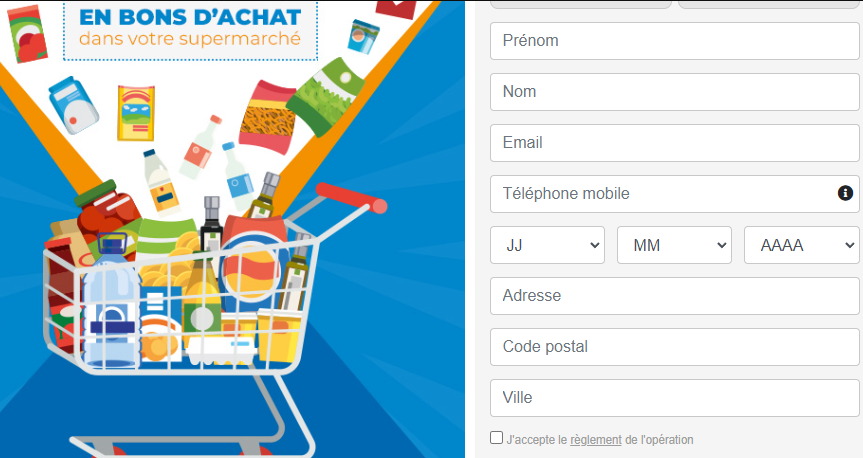 EN BONS D'ACHAT
dans votre supermarché
Prénom
Nom
Email
Téléphone mobile
JJ
MM
AAAA
Adresse
Code postal
Ville
J'accepte le règlement de l'opération